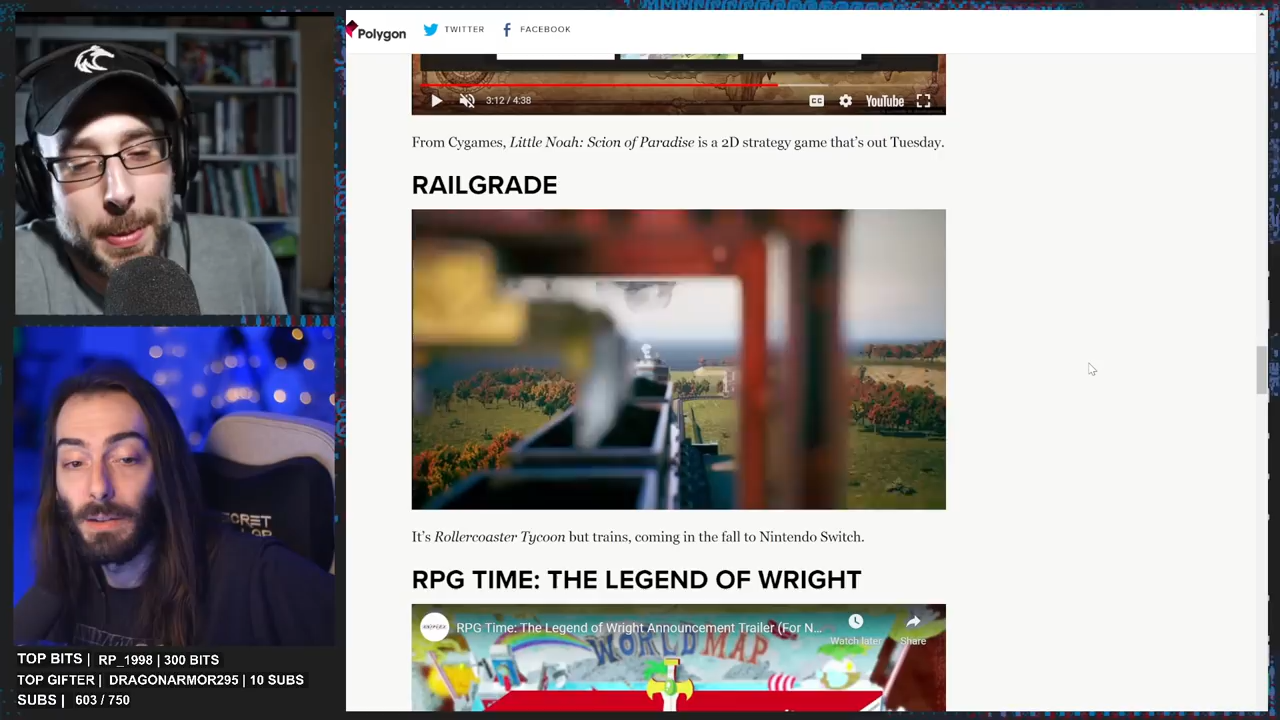 Polygon
TWITTER
FACEBOOK
3:12 / 4:38
CC
YouTube
From Cygames, Little Noah: Scion of Paradise is a 2D strategy game that's out Tuesday.
RAILGRADE
It's Rollercoaster Tycoon but trains, coming in the fall to Nintendo Switch.
RPG TIME: THE LEGEND OF WRIGHT
RPG Time: The Legend of Wright Announcement Trailer (For N...
Watch later
Share
WORLD MAP
TOP BITS | RP_1998 | 300 BITS
TOP GIFTER | DRAGONARMOR295 | 10 SUBS
SUBS | 603 / 750